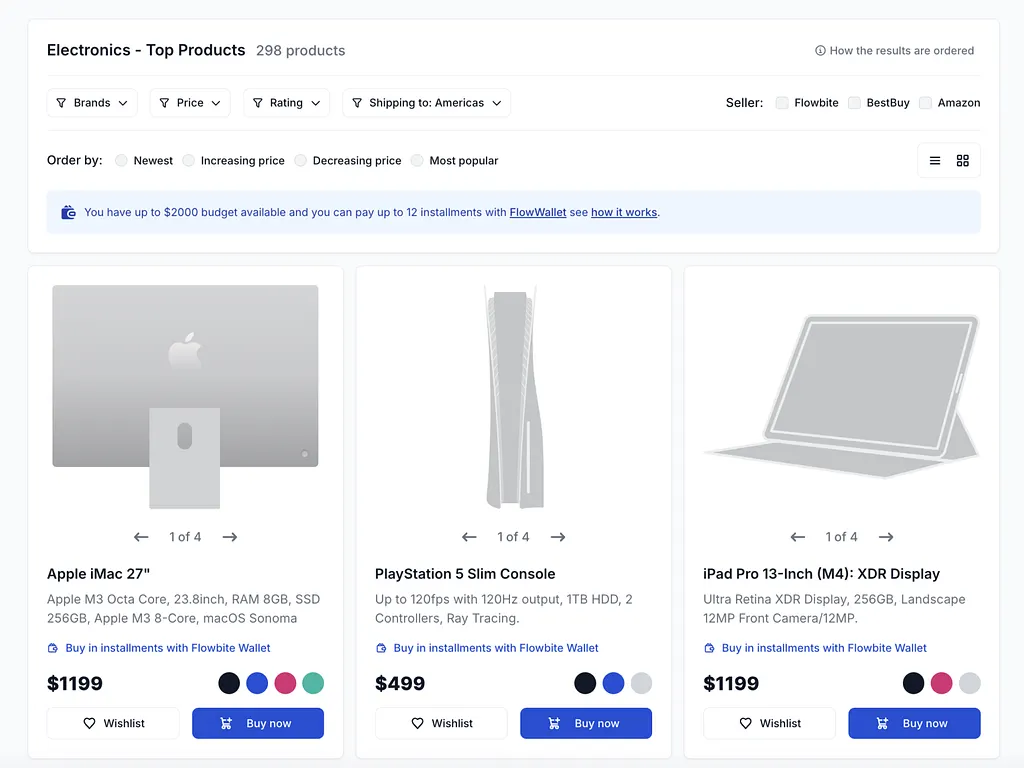 Electronics - Top Products 298 products
How the results are ordered
Brands Price Rating Shipping to: Americas
Seller: Flowbite BestBuy Amazon
Order by: Newest Increasing price Decreasing price Most popular
You have up to $2000 budget available and you can pay up to 12 installments with FlowWallet see how it works.
1 of 4
Apple iMac 27"
Apple M3 Octa Core, 23.8inch, RAM 8GB, SSD
256GB, Apple M3 8-Core, macOS Sonoma
Buy in installments with Flowbite Wallet
$1199
Wishlist Buy now
1 of 4
PlayStation 5 Slim Console
Up to 120fps with 120Hz output, 1TB HDD, 2
Controllers, Ray Tracing.
Buy in installments with Flowbite Wallet
$499
Wishlist Buy now
1 of 4
iPad Pro 13-Inch (M4): XDR Display
Ultra Retina XDR Display, 256GB, Landscape
12MP Front Camera/12MP.
Buy in installments with Flowbite Wallet
$1199
Wishlist Buy now